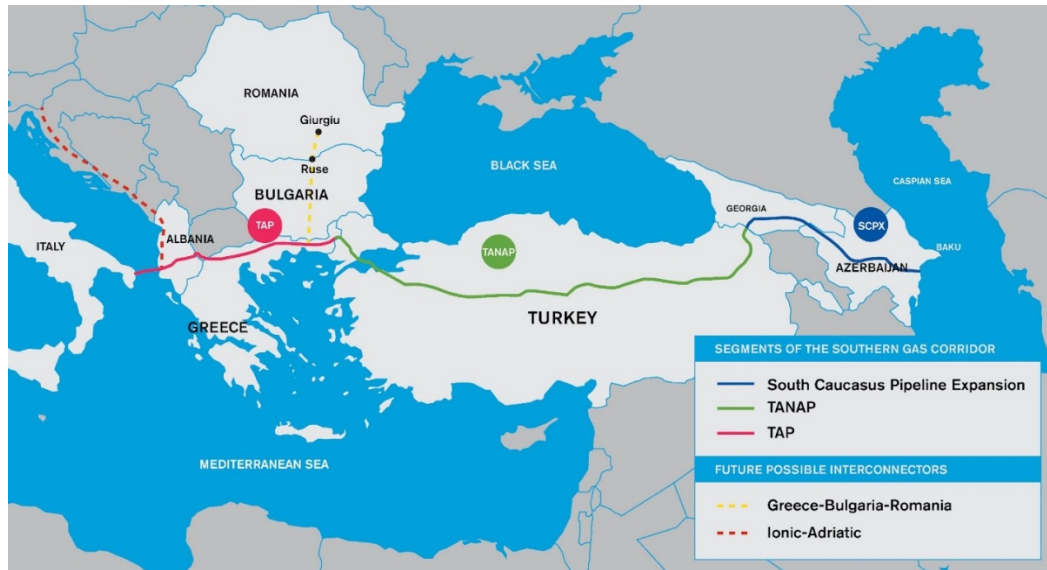 ROMANIA
Giurgiu
Ruse
BULGARIA
BLACK SEA
CASPIAN SEA
GEORGIA
TAP
SCPX
ITALY
ALBANIA
TANAP
BAKU
AZERBAIJAN
GREECE
TURKEY
MEDITERRANEAN SEA
SEGMENTS OF THE SOUTHERN GAS CORRIDOR
South Caucasus Pipeline Expansion
TANAP
TAP
FUTURE POSSIBLE INTERCONNECTORS
Greece-Bulgaria-Romania
Ionic-Adriatic